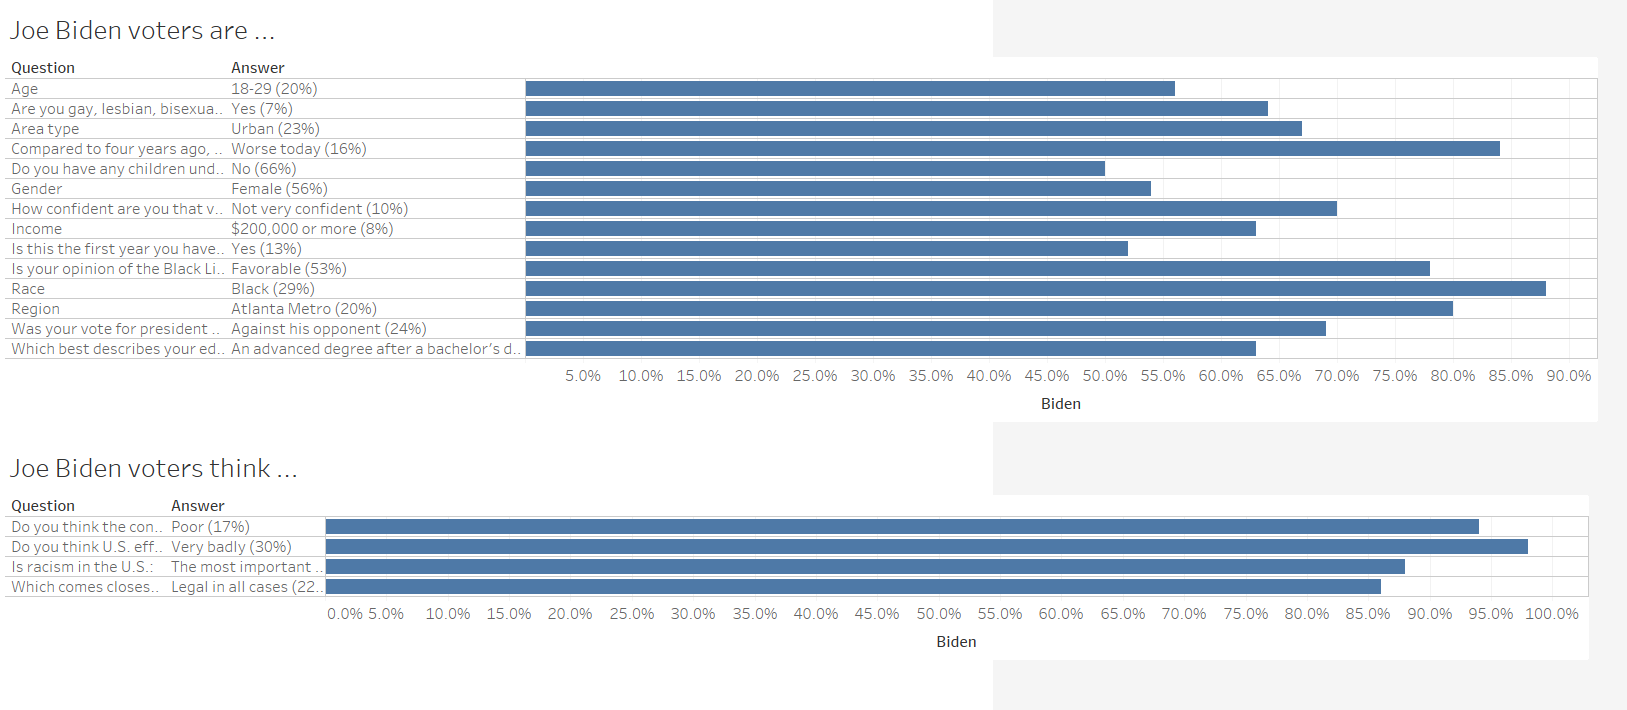 Joe Biden voters are ...
Question Answer
Age 18-29 (20%)
Are you gay, lesbian, bisexua.. Yes (7%)
Area type Urban (23%)
Compared to four years ago, .. Worse today (16%)
Do you have any children und.. No (66%)
Gender Female (56%)
How confident are you that v.. Not very confident (10%)
Income $200,000 or more (8%)
Is this the first year you have.. Yes (13%)
Is your opinion of the Black Li.. Favorable (53%)
Race Black (29%)
Region Atlanta Metro (20%)
Was your vote for president .. Against his opponent (24%)
Which best describes your ed.. An advanced degree after a bachelor’s d..
5.0% 10.0% 15.0% 20.0% 25.0% 30.0% 35.0% 40.0% 45.0% 50.0% 55.0% 60.0% 65.0% 70.0% 75.0% 80.0% 85.0% 90.0%
Biden
Joe Biden voters think ...
Question Answer
Do you think the con.. Poor (17%)
Do you think U.S. eff.. Very badly (30%)
Is racism in the U.S.: The most important ..
Which comes closes.. Legal in all cases (22..
0.0% 5.0% 10.0% 15.0% 20.0% 25.0% 30.0% 35.0% 40.0% 45.0% 50.0% 55.0% 60.0% 65.0% 70.0% 75.0% 80.0% 85.0% 90.0% 95.0% 100.0%
Biden